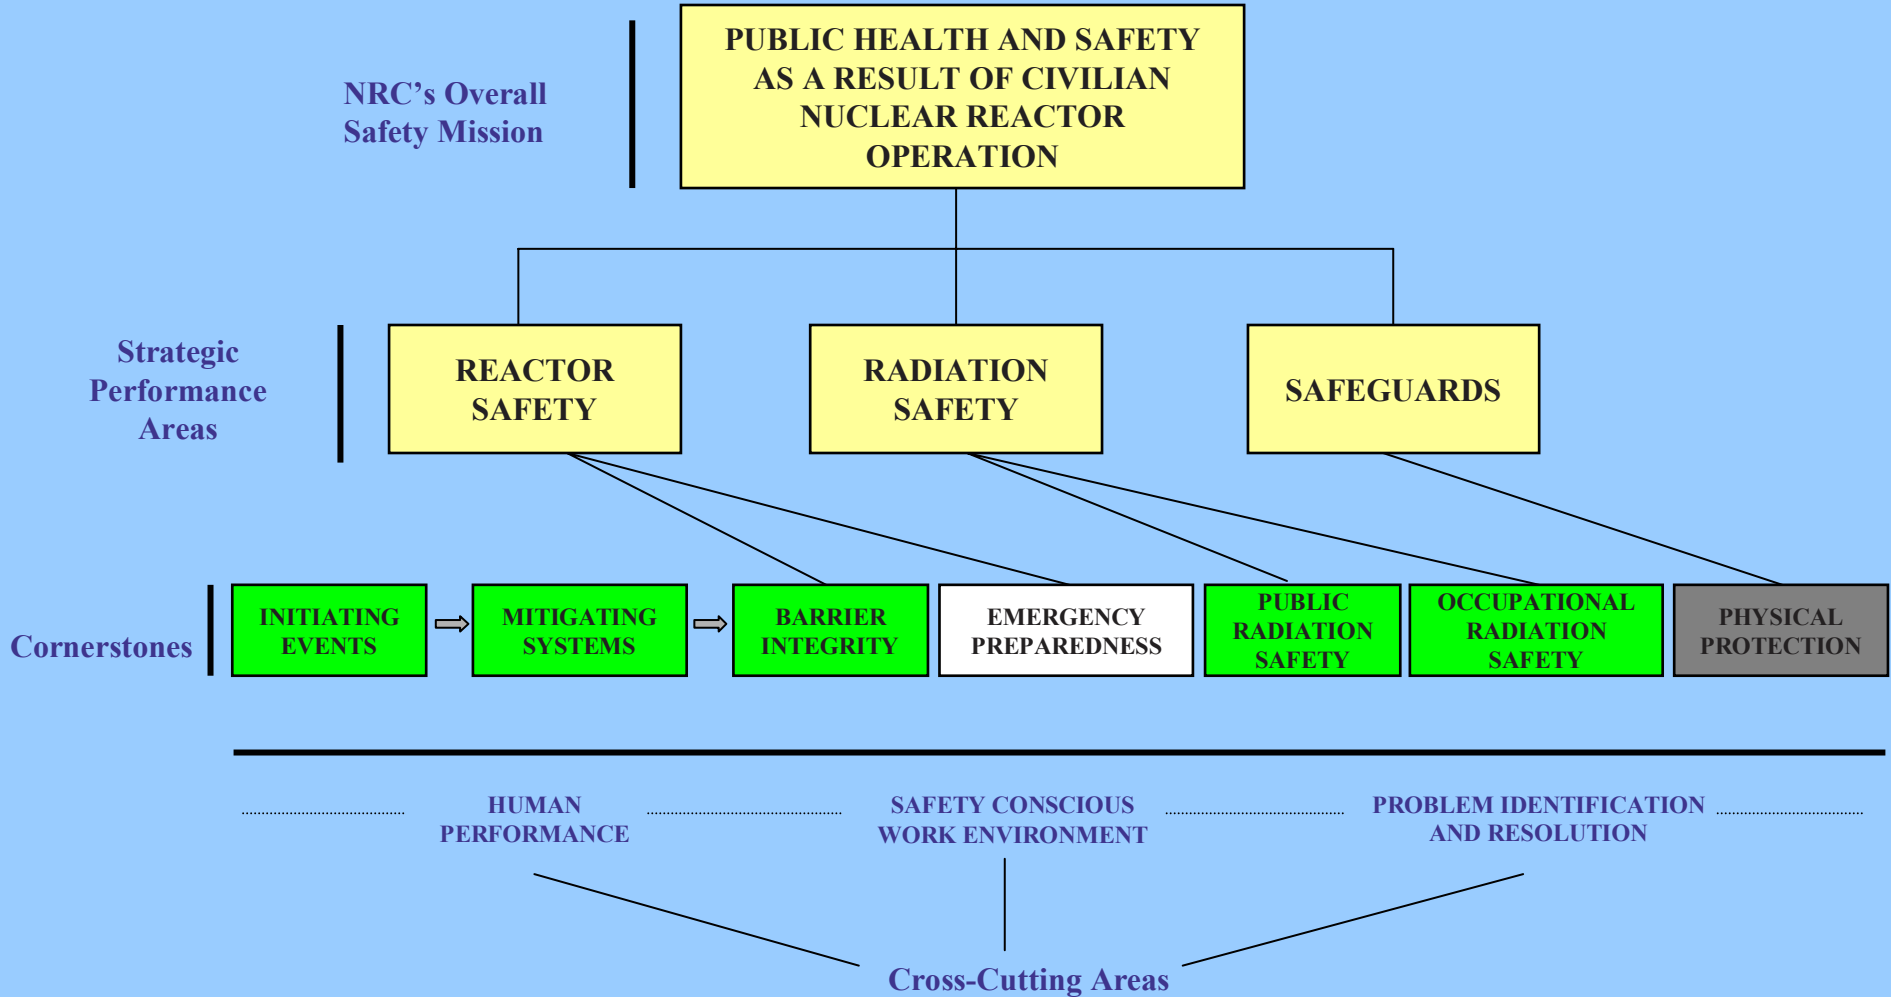 NRC’s Overall
Safety Mission
PUBLIC HEALTH AND SAFETY
AS A RESULT OF CIVILIAN
NUCLEAR REACTOR
OPERATION
Strategic
Performance
Areas
REACTOR
SAFETY
RADIATION
SAFETY
SAFEGUARDS
Cornerstones
INITIATING
EVENTS
MITIGATING
SYSTEMS
BARRIER
INTEGRITY
EMERGENCY
PREPAREDNESS
PUBLIC
RADIATION
SAFETY
OCCUPATIONAL
RADIATION
SAFETY
PHYSICAL
PROTECTION
HUMAN
PERFORMANCE
SAFETY CONSCIOUS
WORK ENVIRONMENT
PROBLEM IDENTIFICATION
AND RESOLUTION
Cross-Cutting Areas